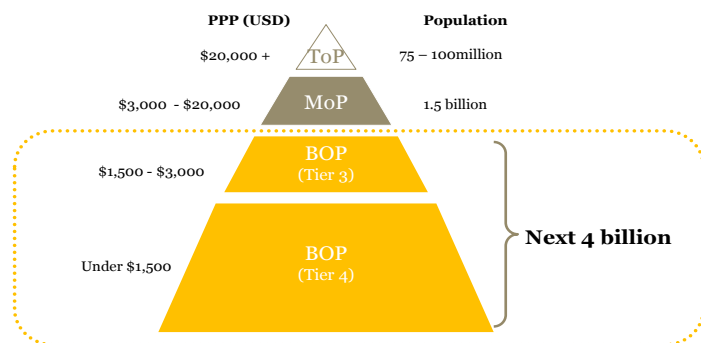 PPP (USD)
Population
$20,000 +
ToP
75 – 100million
$3,000 - $20,000
MoP
1.5 billion
$1,500 - $3,000
BOP
(Tier 3)
Next 4 billion
Under $1,500
BOP
(Tier 4)